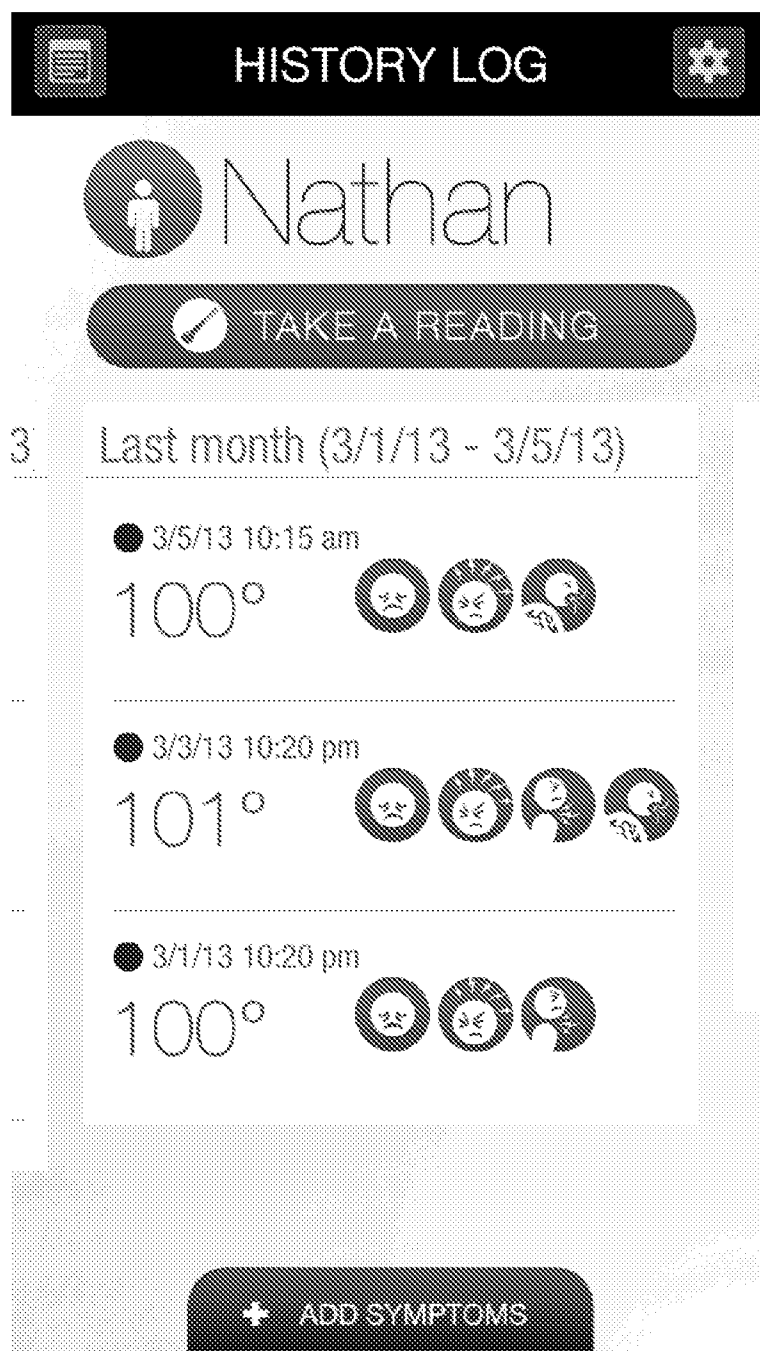 HISTORY LOG
Nathan
TAKE A READING
3
Last month (3/1/13 - 3/5/13)
3/5/13 10:15 am
100°
3/3/13 10:20 pm
101°
3/1/13 10:20 pm
100°
ADD SYMPTOMS